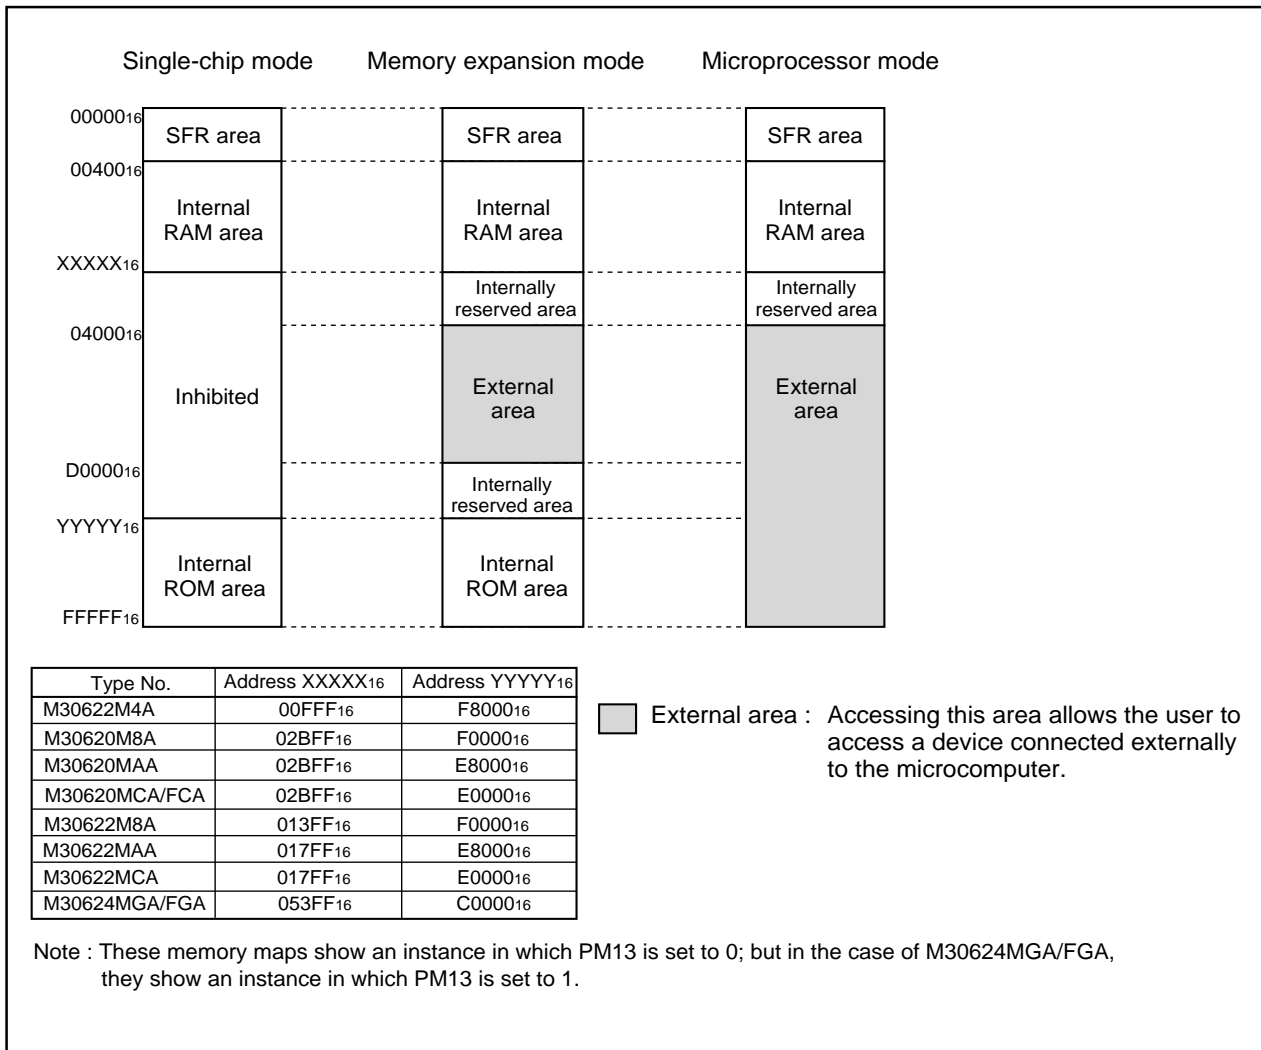 Single-chip mode Memory expansion mode Microprocessor mode
0000016
SFR area SFR area SFR area
0040016
Internal RAM area Internal RAM area Internal RAM area
XXXXX16
Internally reserved area Internally reserved area
0400016
Inhibited External area External area
D000016
Internally reserved area
YYYYY16
Internal ROM area Internal ROM area
FFFFF16
Type No. Address XXXXX16 Address YYYYY16
M30622M4A 00FFF16 F800016
M30620M8A 02BFF16 F000016
M30620MAA 02BFF16 E800016
M30620MCA/FCA 02BFF16 E000016
M30622M8A 013FF16 F000016
M30622MAA 017FF16 E800016
M30622MCA 017FF16 E000016
M30624MGA/FGA 053FF16 C000016
External area : Accessing this area allows the user to
access a device connected externally
to the microcomputer.
Note : These memory maps show an instance in which PM13 is set to 0; but in the case of M30624MGA/FGA,
they show an instance in which PM13 is set to 1.